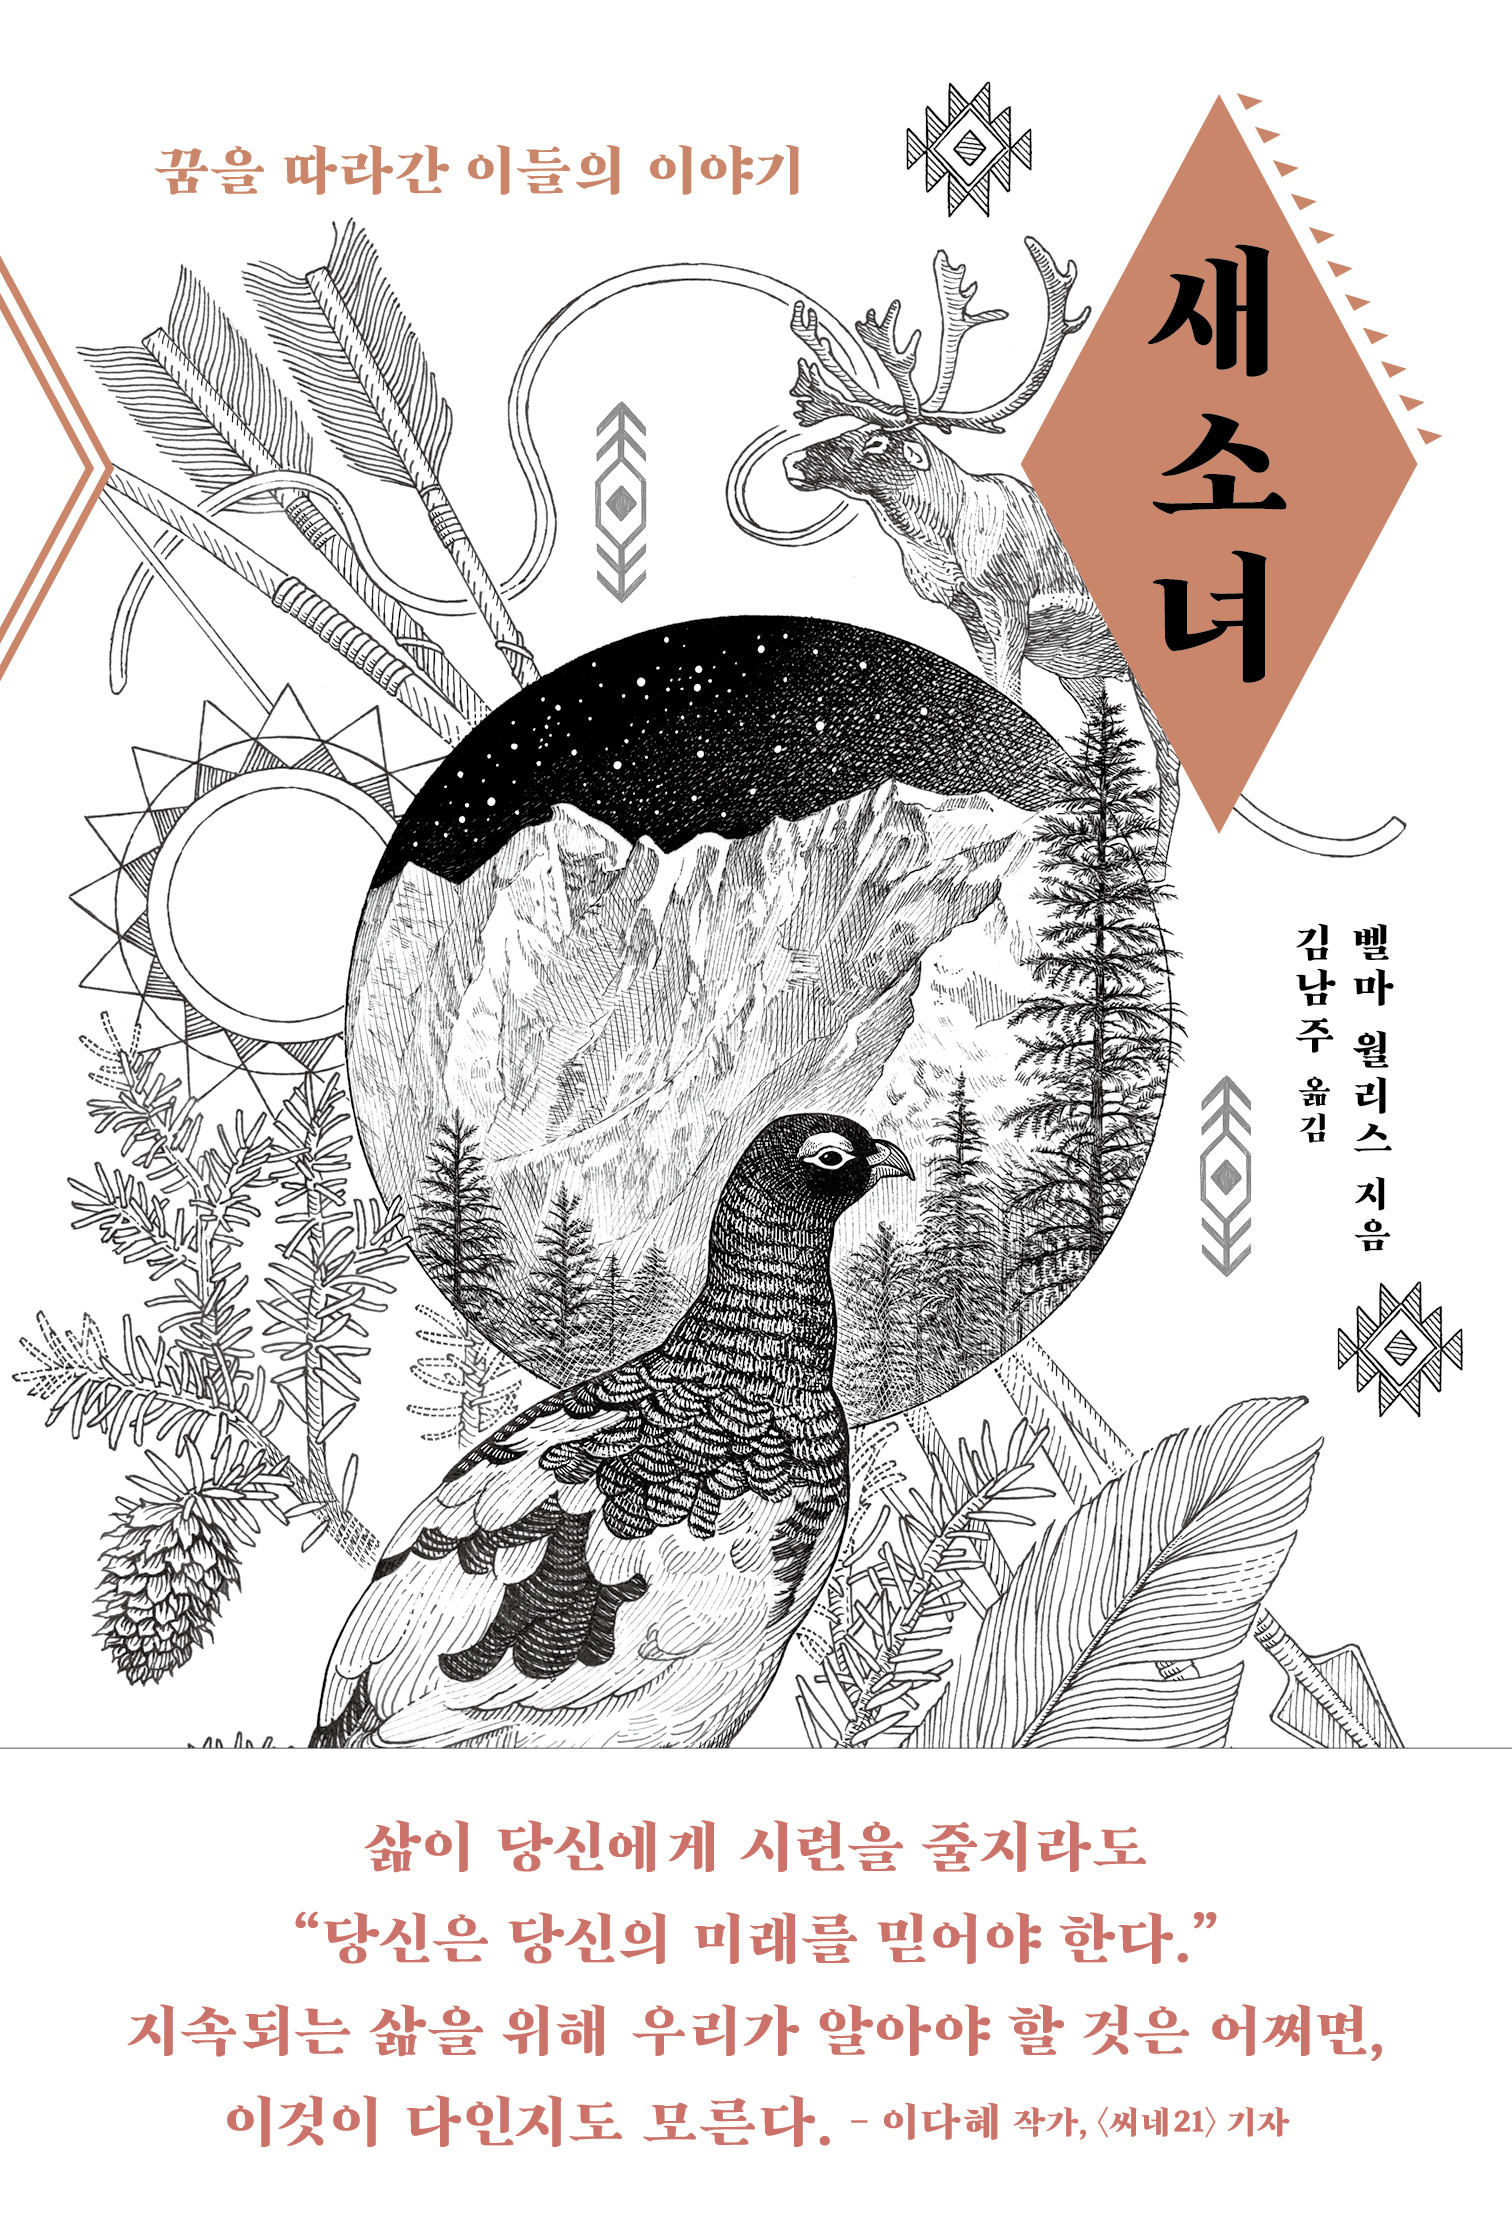 꿈을 따라간 이들의 이야기
새소녀
벨마 월리스 지음
김남주 옮김
삶이 당신에게 시련을 줄지라도
“당신은 당신의 미래를 믿어야 한다.”
지속되는 삶을 위해 우리가 알아야 할 것은 어쩌면,
이것이 다인지도 모른다. - 이다혜 작가, 〈씨네21〉 기자